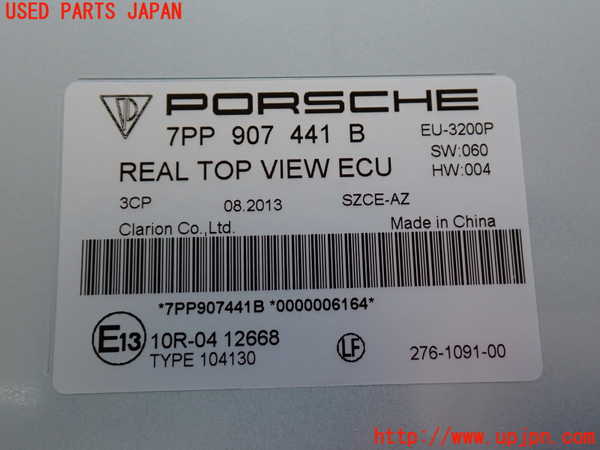 USED PARTS JAPAN
PORSCHE
7PP 907 441 B
EU-3200P
REAL TOP VIEW ECU
SW:060
HW:004
3CP 08.2013 SZCE-AZ
Clarion Co.,Ltd. Made in China
*7PP907441B *0000006164*
E13 10R-04 12668
TYPE 104130
LF
276-1091-00
http://
www.upjpn.com/